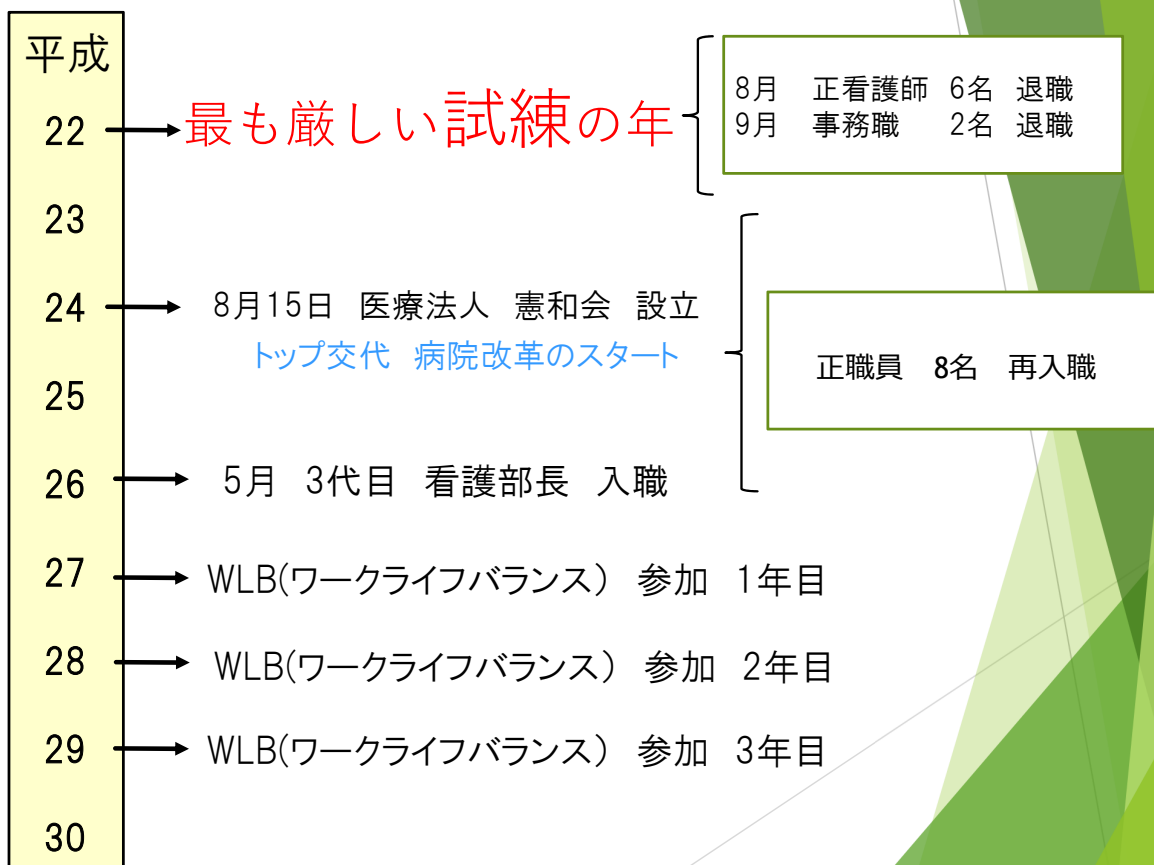 平成
22
最も厳しい試練の年
8月 正看護師 6名 退職
9月 事務職 2名 退職
23
24
8月15日 医療法人 憲和会 設立
トップ交代 病院改革のスタート
正職員 8名 再入職
25
26
5月 3代目 看護部長 入職
27
WLB(ワークライフバランス) 参加 1年目
28
WLB(ワークライフバランス) 参加 2年目
29
WLB(ワークライフバランス) 参加 3年目
30